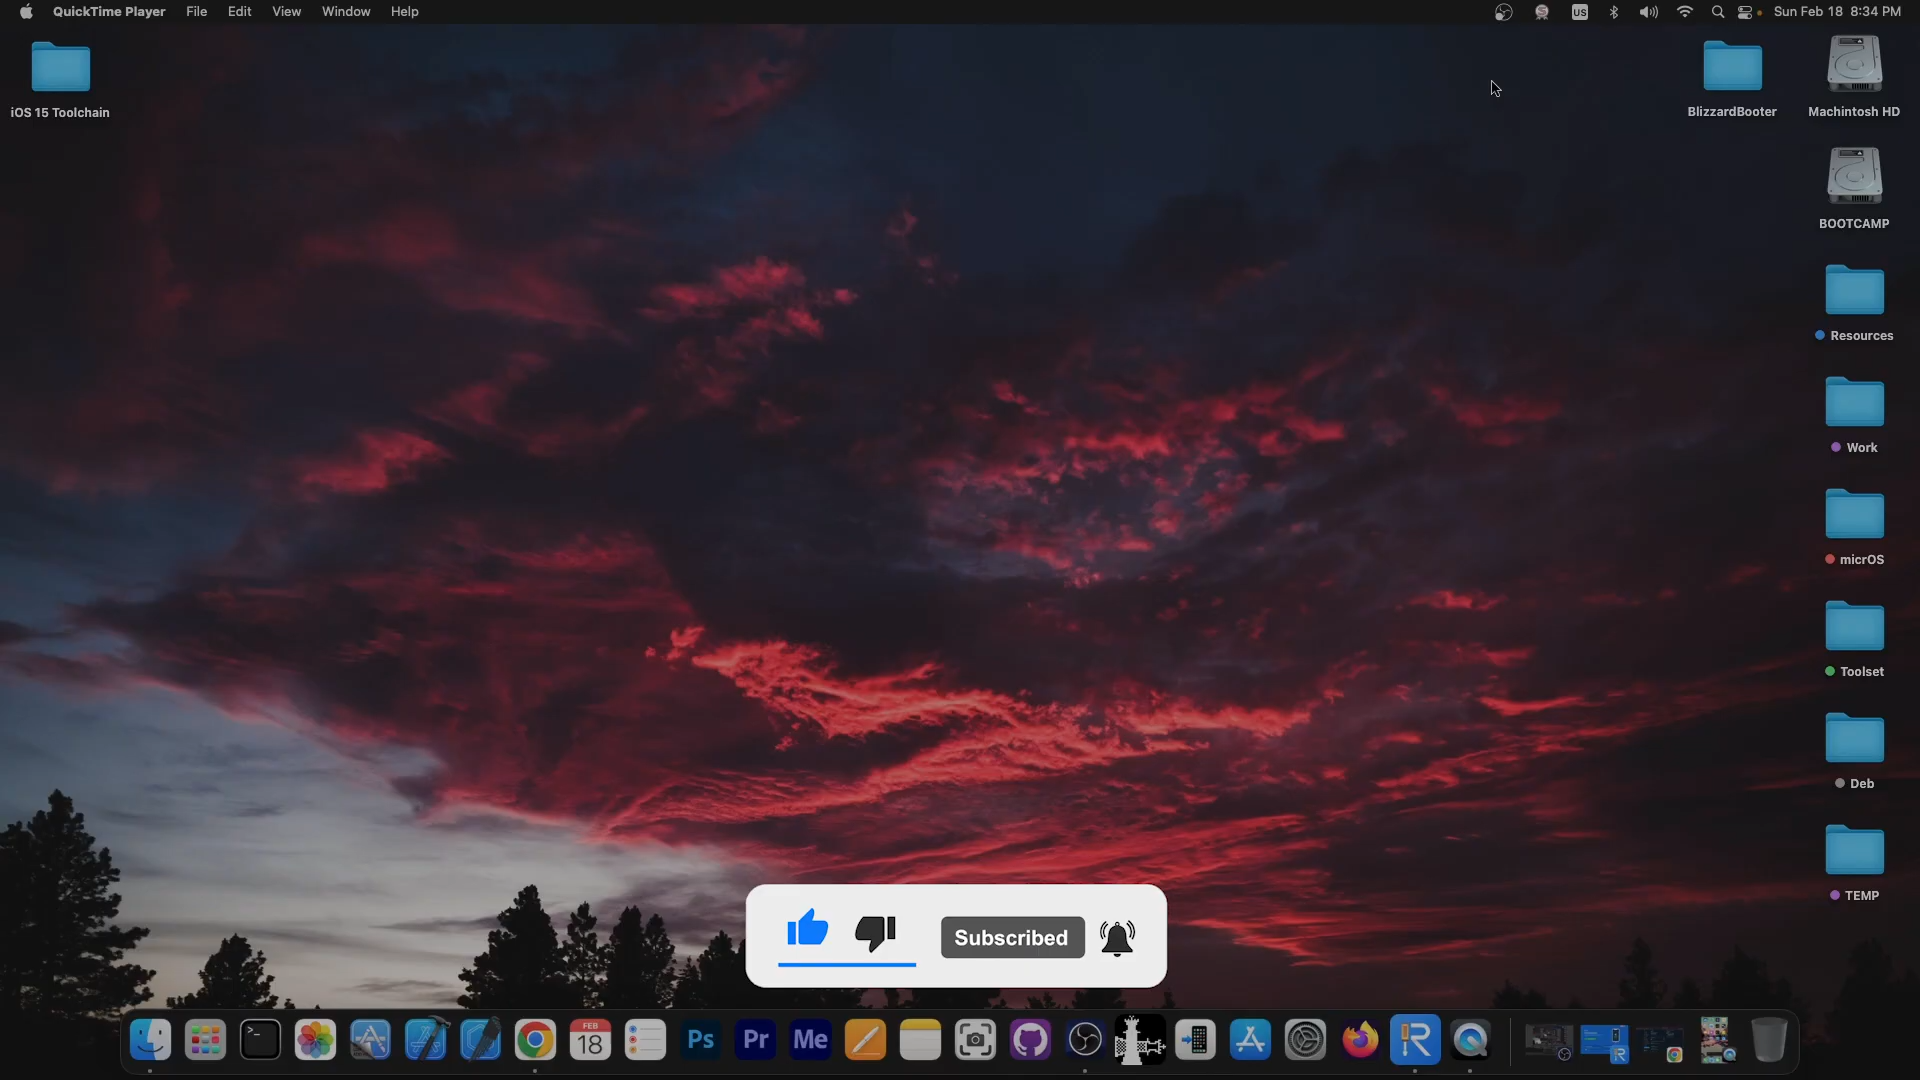 QuickTime Player File Edit View Window Help US Sun Feb 18 8:34 PM
iOS 15 Toolchain
BlizzardBooter
Machintosh HD
BOOTCAMP
Resources
Work
micrOS
Toolset
Deb
TEMP
Subscribed
>_
FEB
18
Ps
Pr
Me
R